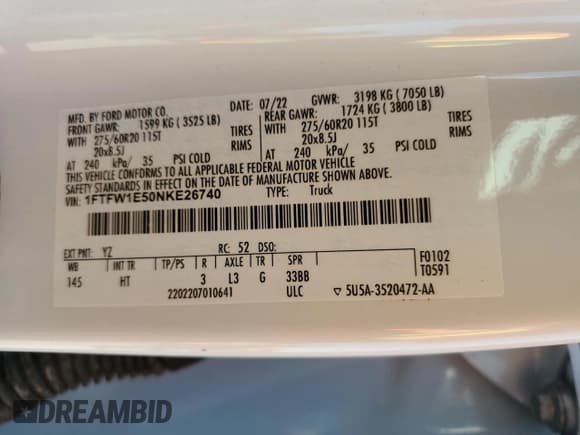 MFD. BY FORD MOTOR CO. DATE: 07/22 GVWR: 3198 KG ( 7050 LB)
FRONT GAWR: 1599 KG ( 3525 LB) REAR GAWR: 1724 KG ( 3800 LB)
WITH 275/60R20 115T TIRES WITH 275/60R20 115T TIRES
20x8.5J RIMS 20x8.5J RIMS
AT 240 kPa/ 35 PSI COLD AT 240 kPa/ 35 PSI COLD
THIS VEHICLE CONFORMS TO ALL APPLICABLE FEDERAL MOTOR VEHICLE
SAFETY STANDARDS IN EFFECT ON THE DATE OF MANUFACTURE SHOWN ABOVE.
VIN: 1FTFW1E50NKE26740 TYPE: Truck
EXT PNT: YZ RC: 52 DSO: F0102
WB INT TR TP/PS R AXLE TR SPR T0591
145 HT 3 L3 G 33BB
2202207010641 ULC ▽ 5U5A-3520472-AA
DREAMBID